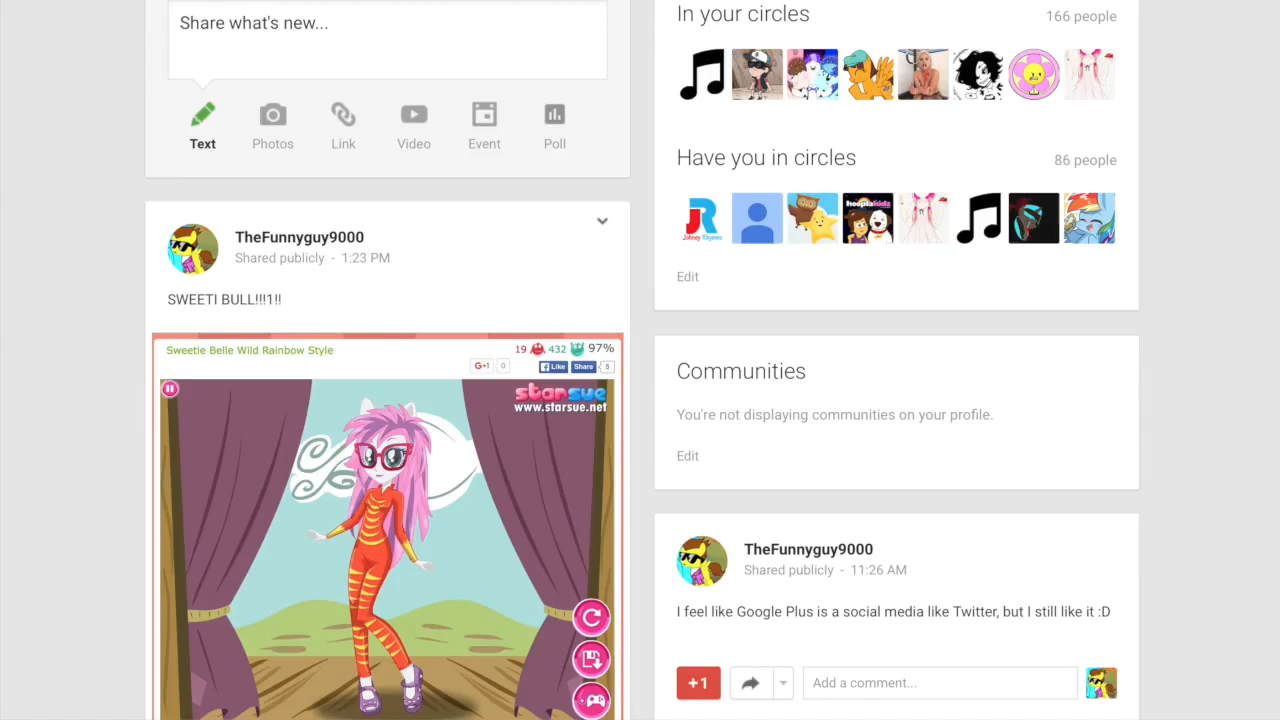 Share what's new...
Text
Photos
Link
Video
Event
Poll
TheFunnyguy9000
Shared publicly - 1:23 PM
SWEETI BULL!!!1!!
Sweetie Belle Wild Rainbow Style
19 432 97%
G+1 0
Like Share 5
starsue
www.starsue.net
In your circles
166 people
Have you in circles
86 people
JR
Johney Rhymes
hooplakidz
Edit
Communities
You're not displaying communities on your profile.
Edit
TheFunnyguy9000
Shared publicly - 11:26 AM
I feel like Google Plus is a social media like Twitter, but I still like it :D
+1
Add a comment...